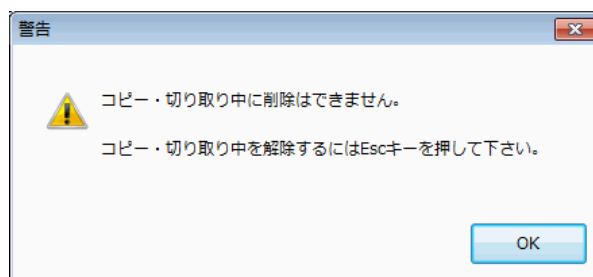 警告
コピー・切り取り中に削除はできません。
コピー・切り取り中を解除するにはEscキーを押して下さい。
OK